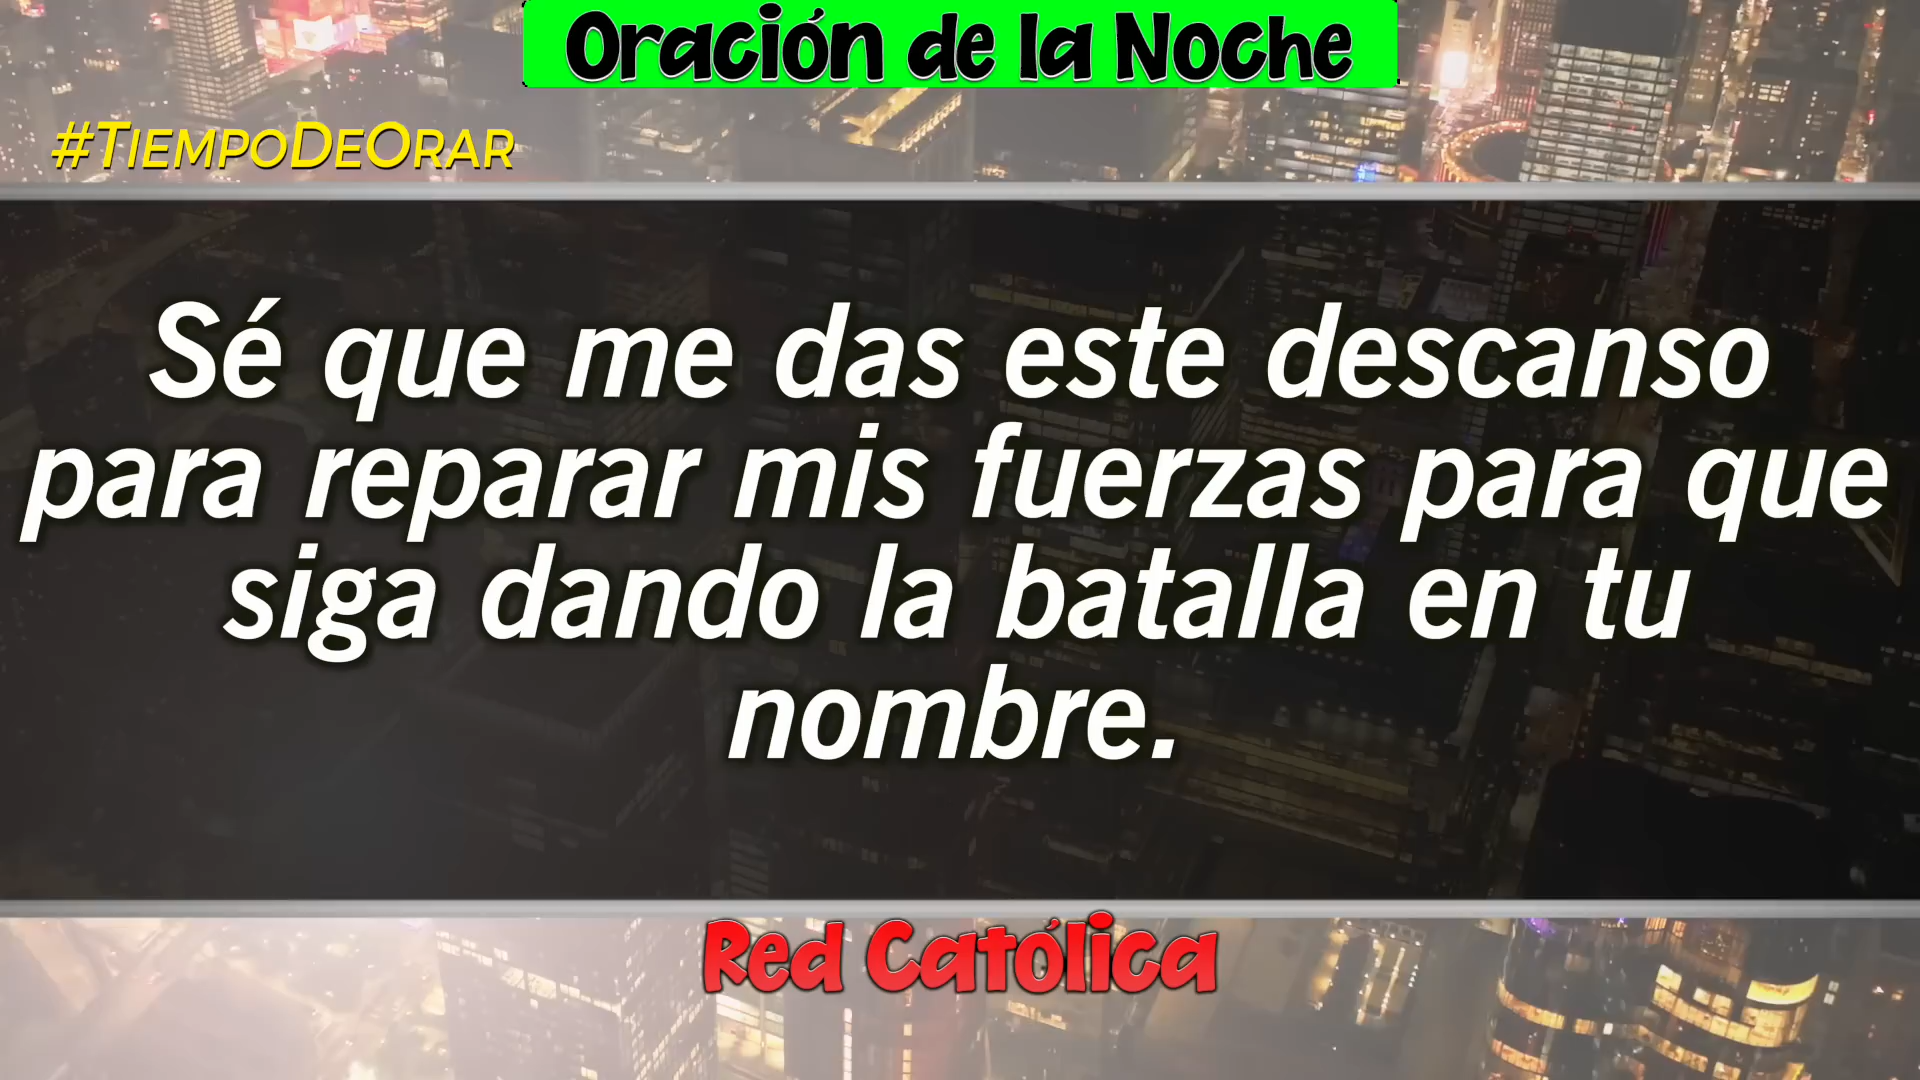 Oración de la Noche
#TiempoDeOrar
Sé que me das este descanso
para reparar mis fuerzas para que
siga dando la batalla en tu
nombre.
Red Católica